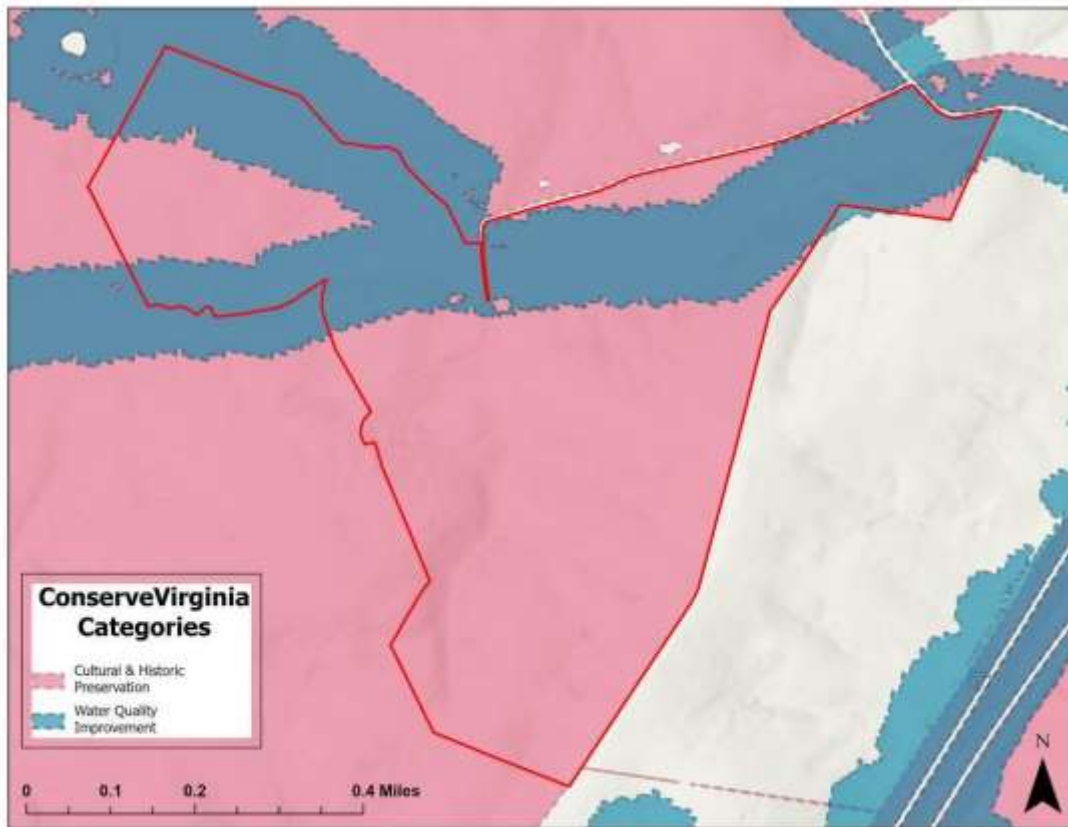 ConserveVirginia
Categories
Cultural & Historic
Preservation
Water Quality
Improvement
N
0 0.1 0.2 0.4 Miles